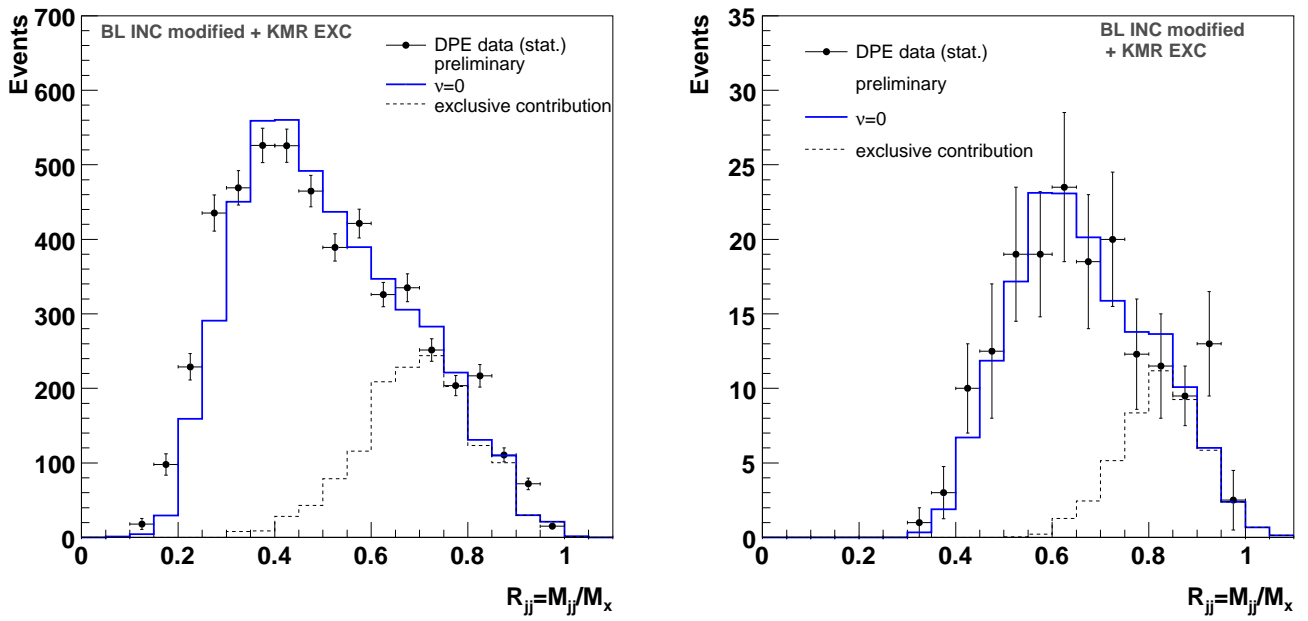 BL INC modified + KMR EXC
DPE data (stat.)
preliminary
ν=0
exclusive contribution
Events
700
600
500
400
300
200
100
0
0 0.2 0.4 0.6 0.8 1
R_jj=M_jj/M_x
BL INC modified
+ KMR EXC
DPE data (stat.)
preliminary
ν=0
exclusive contribution
Events
35
30
25
20
15
10
5
0
0 0.2 0.4 0.6 0.8 1
R_jj=M_jj/M_x